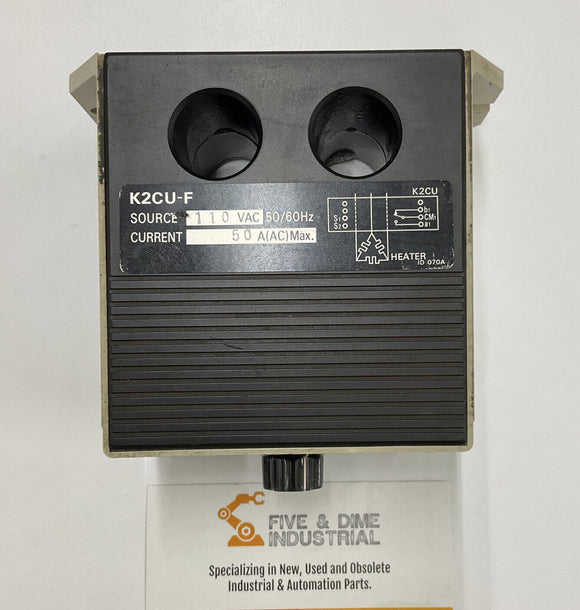 K2CU-F
SOURCE 110 VAC 50/60Hz
CURRENT 50 A(AC)Max.
K2CU
b1
S1 CM1
S2 a1
HEATER
ID 070A
FIVE & DIME
INDUSTRIAL
Specializing in New, Used and Obsolete
Industrial & Automation Parts.